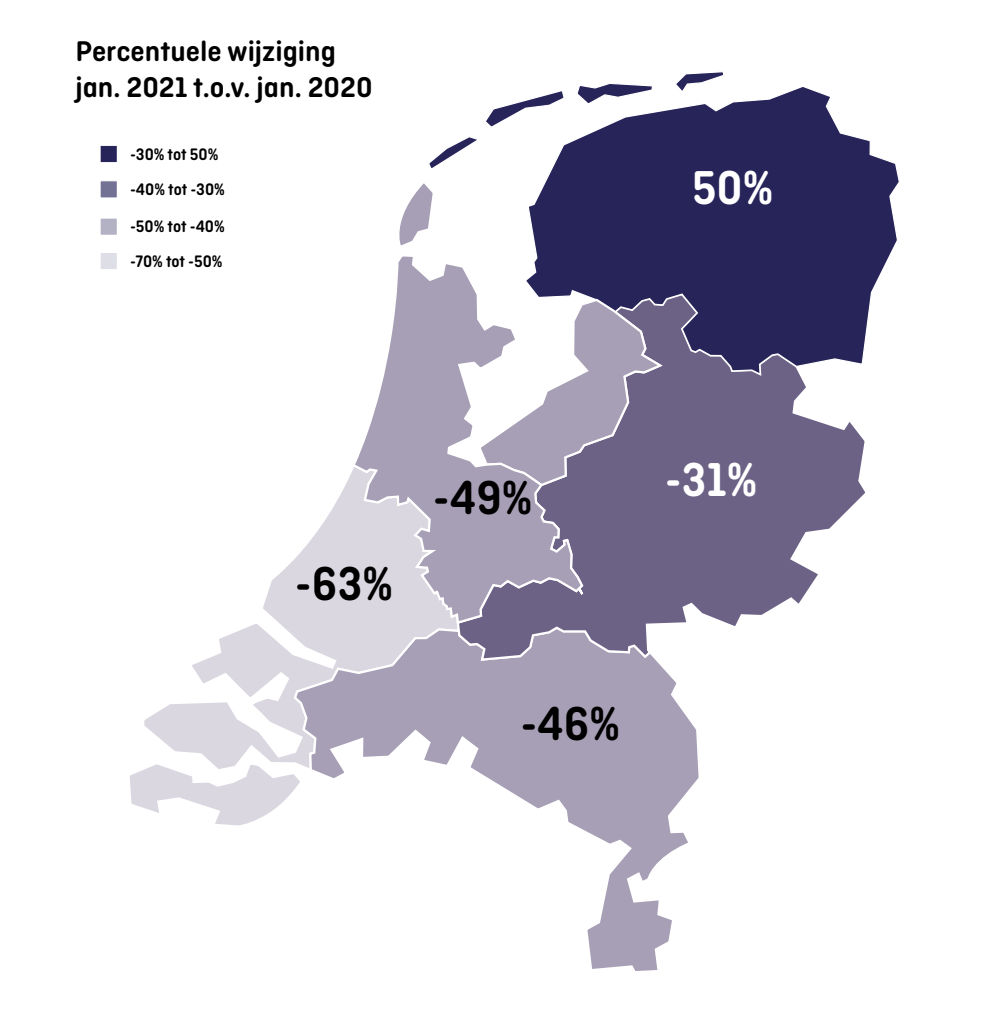 Percentuele wijziging
jan. 2021 t.o.v. jan. 2020
-30% tot 50%
-40% tot -30%
-50% tot -40%
-70% tot -50%
50%
-31%
-49%
-63%
-46%